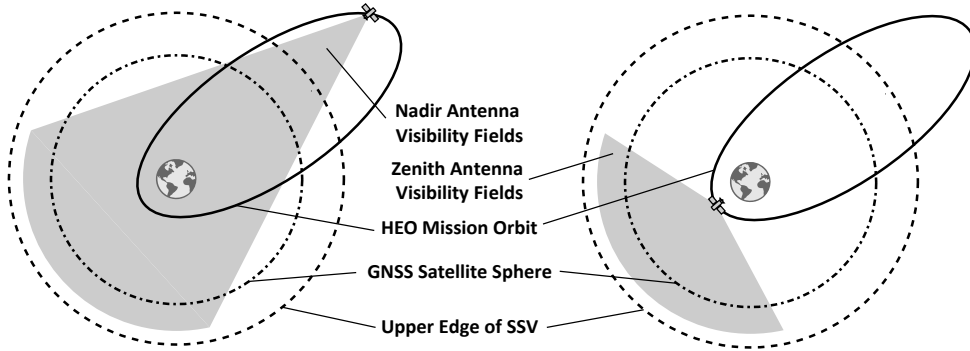 Nadir Antenna
Visibility Fields
Zenith Antenna
Visibility Fields
HEO Mission Orbit
GNSS Satellite Sphere
Upper Edge of SSV